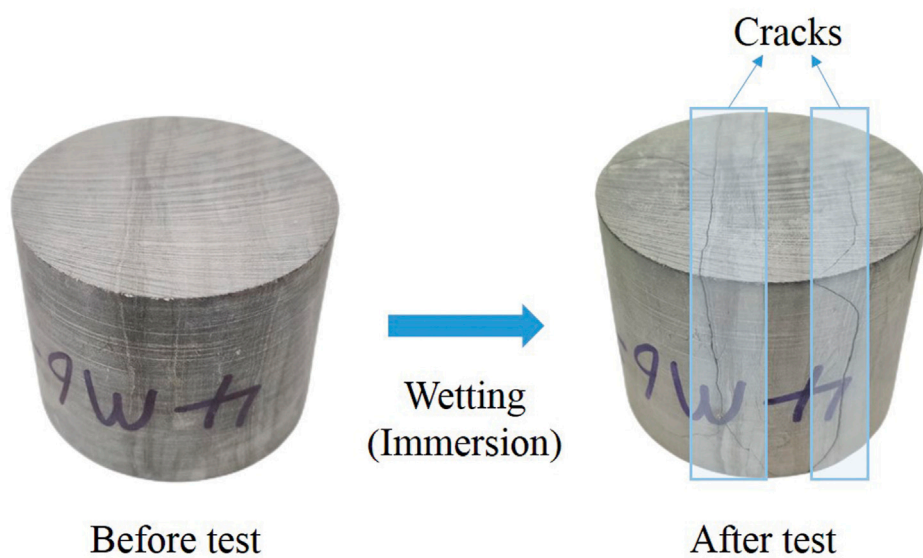 Cracks
Wetting
(Immersion)
Before test
After test